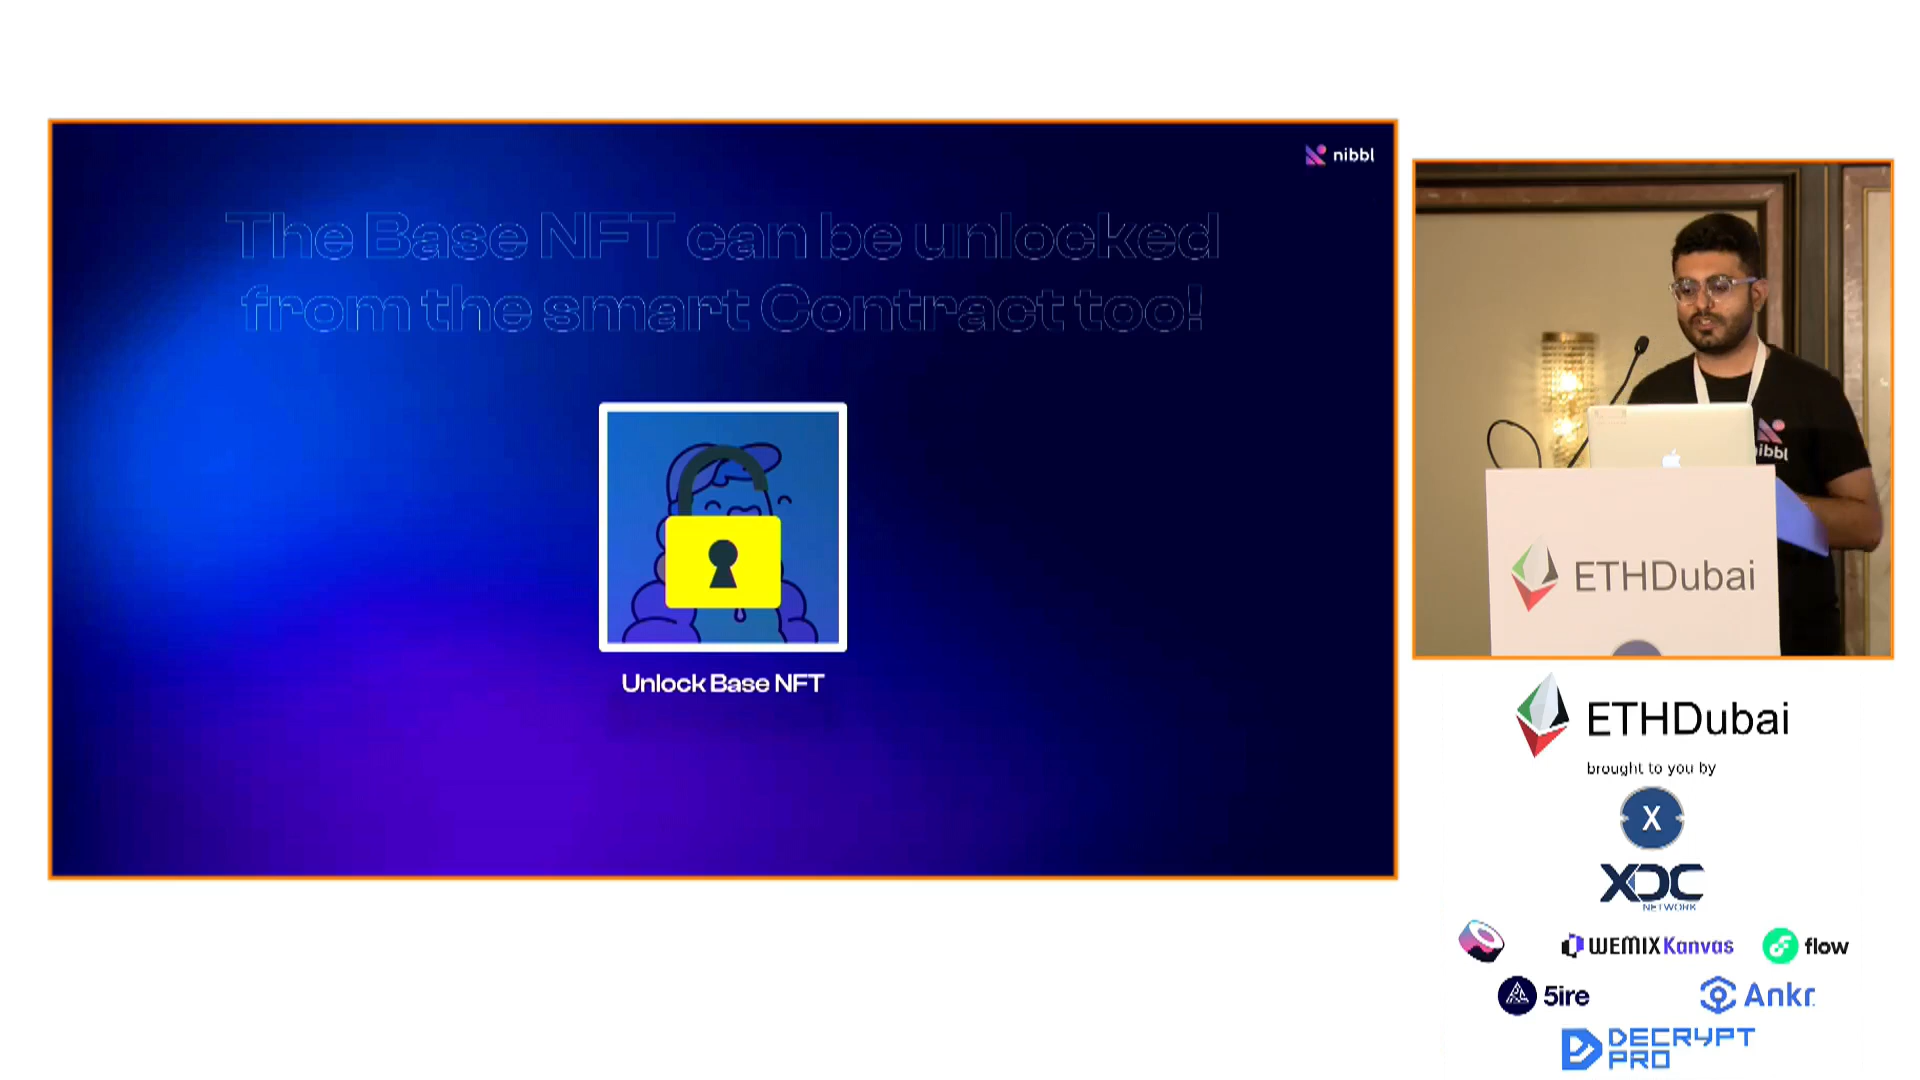 nibbl
The Base NFT can be unlocked
from the smart Contract too!
Unlock Base NFT
nibbl
ETHDubai
ETHDubai
brought to you by
X
XDC
NETWORK
WEMIX Kanvas
flow
5ire
Ankr
DECRYPT
PRO